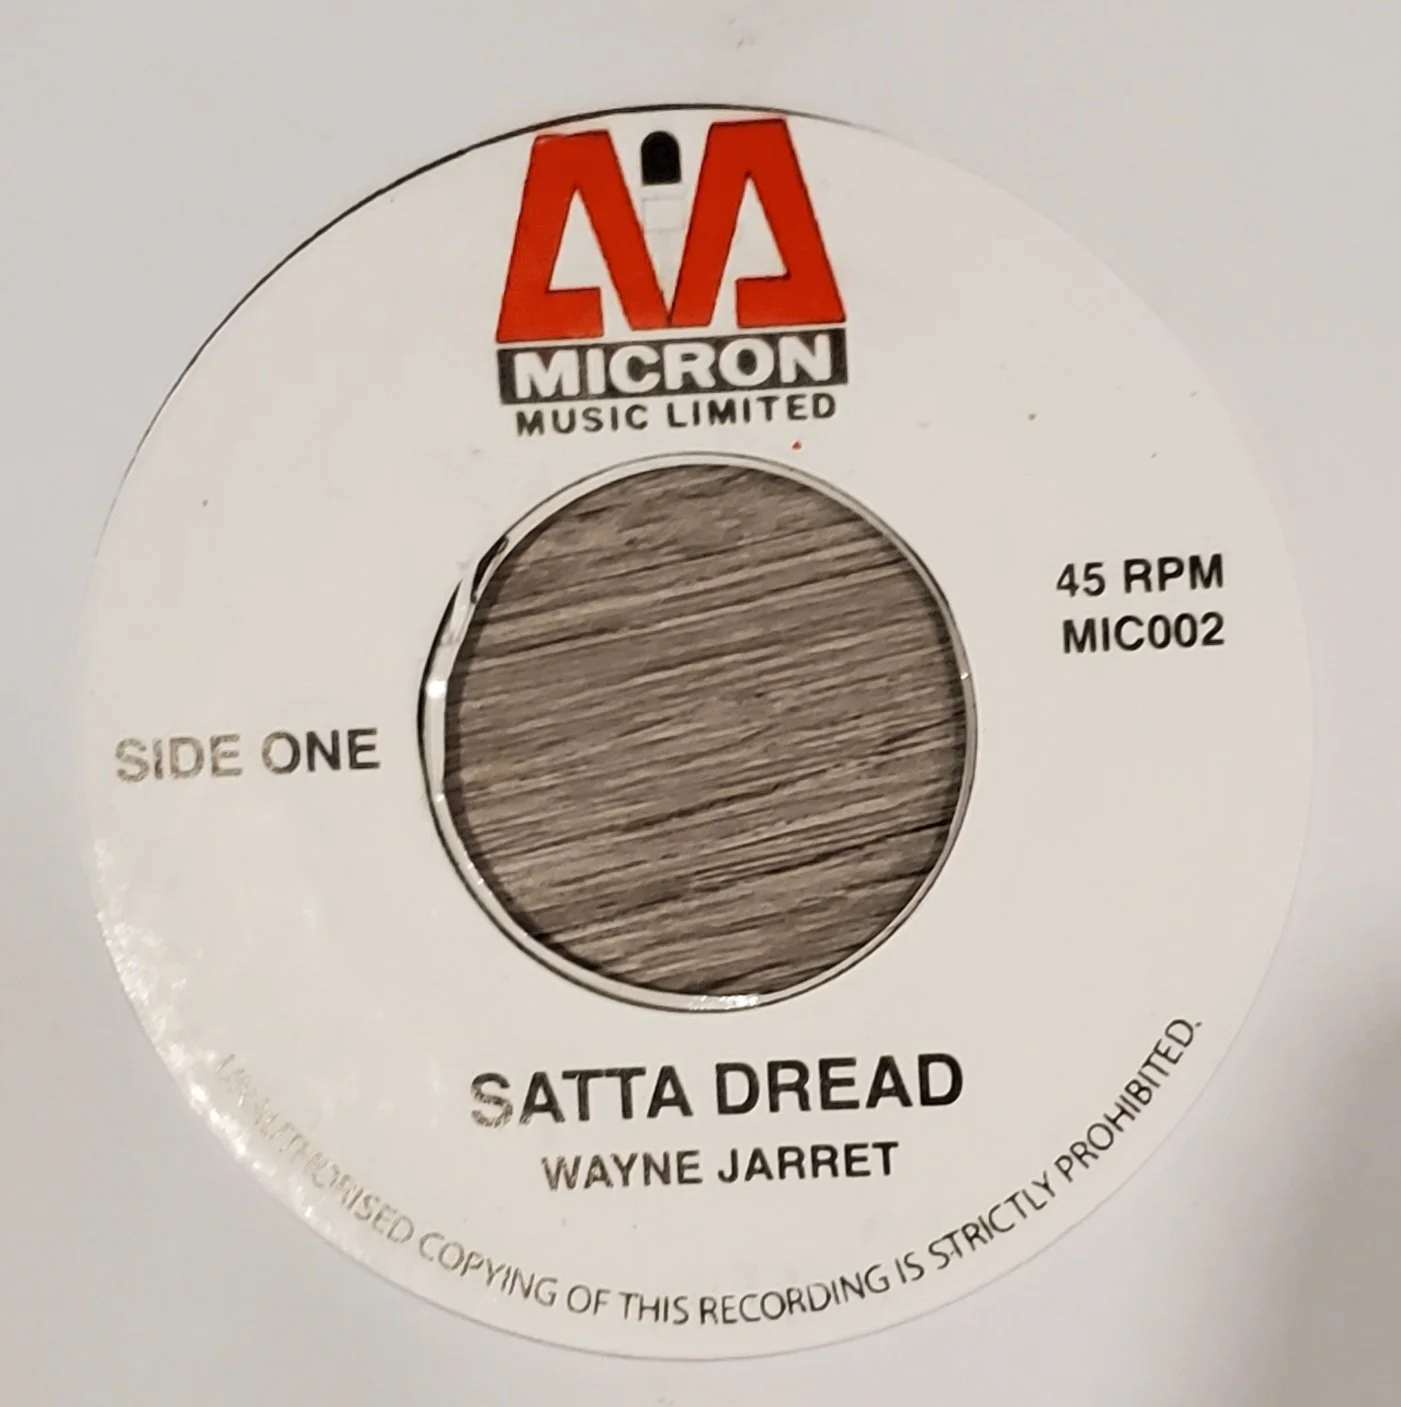 MICRON
MUSIC LIMITED
45 RPM
MIC002
SIDE ONE
SATTA DREAD
WAYNE JARRET
UNAUTHORISED COPYING OF THIS RECORDING IS STRICTLY PROHIBITED.